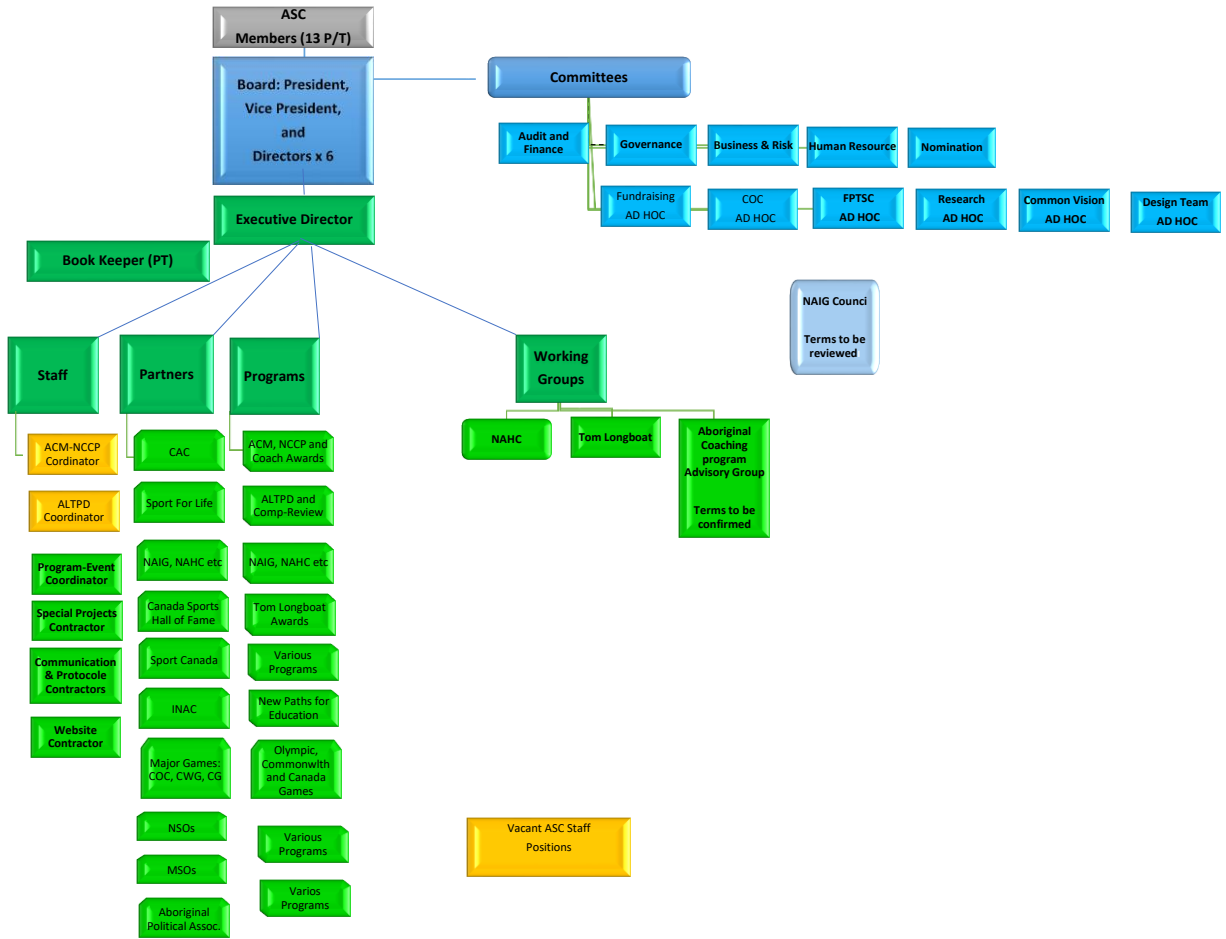 ASC
Members (13 P/T)
Board: President,
Vice President,
and
Directors x 6
Committees
Audit and
Finance
Governance
Business & Risk
Human Resource
Nomination
Fundraising
AD HOC
COC
AD HOC
FPTSC
AD HOC
Research
AD HOC
Common Vision
AD HOC
Design Team
AD HOC
Executive Director
Book Keeper (PT)
NAIG Counci
Terms to be
reviewed
Staff
Partners
Programs
Working
Groups
ACM-NCCP
Cordinator
ALTPD
Coordinator
Program-Event
Coordinator
Special Projects
Contractor
Communication
& Protocole
Contractors
Website
Contractor
CAC
Sport For Life
NAIG, NAHC etc
Canada Sports
Hall of Fame
Sport Canada
INAC
Major Games:
COC, CWG, CG
NSOs
MSOs
Aboriginal
Political Assoc.
ACM, NCCP and
Coach Awards
ALTPD and
Comp-Review
NAIG, NAHC etc
Tom Longboat
Awards
Various
Programs
New Paths for
Education
Olympic,
Commonwlth
and Canada
Games
Various
Programs
Varios
Programs
NAHC
Tom Longboat
Aboriginal
Coaching
program
Advisory Group
Terms to be
confirmed
Vacant ASC Staff
Positions